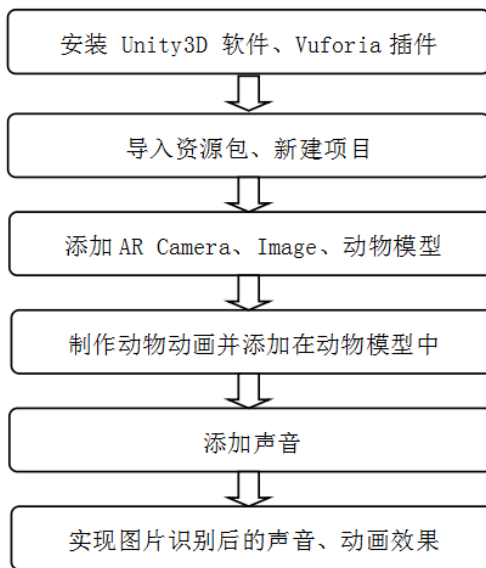 安装 Unity3D 软件、Vuforia 插件
导入资源包、新建项目
添加 AR Camera、Image、动物模型
制作动物动画并添加在动物模型中
添加声音
实现图片识别后的声音、动画效果